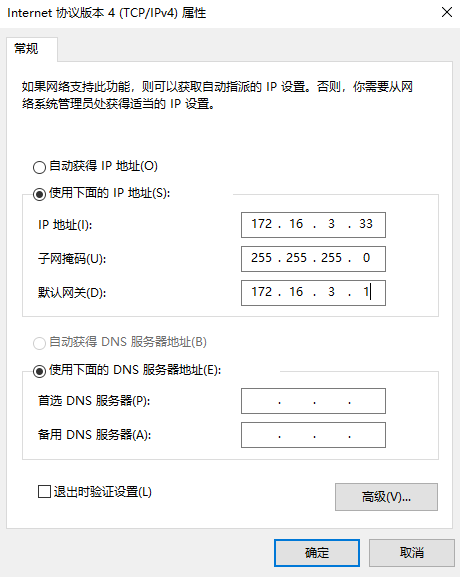 Internet 协议版本 4 (TCP/IPv4) 属性
常规
如果网络支持此功能，则可以获取自动指派的 IP 设置。否则，你需要从网
络系统管理员处获得适当的 IP 设置。
自动获得 IP 地址(O)
使用下面的 IP 地址(S):
IP 地址(I): 172 . 16 . 3 . 33
子网掩码(U): 255 . 255 . 255 . 0
默认网关(D): 172 . 16 . 3 . 1
自动获得 DNS 服务器地址(B)
使用下面的 DNS 服务器地址(E):
首选 DNS 服务器(P): . . .
备用 DNS 服务器(A): . . .
退出时验证设置(L)
高级(V)...
确定
取消